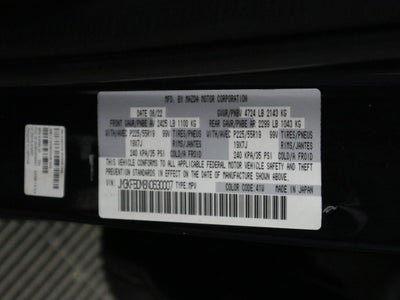 MFD. BY MAZDA MOTOR CORPORATION
DATE 06/22 GVWR/PNBV 4724 LB 2143 KG
FRONT GAWR/PNBE AV 2425 LB 1100 KG REAR GAWR/PNBE AR 2299 LB 1043 KG
WITH/AVEC P225/55R19 99V TIRES/PNEUS WITH/AVEC P225/55R19 99V TIRES/PNEUS
19X7J RIMS/JANTES 19X7J RIMS/JANTES
240 KPA/35 PSI COLD/A FROID 240 KPA/35 PSI COLD/A FROID
THIS VEHICLE CONFORMS TO ALL APPLICABLE FEDERAL MOTOR VEHICLE SAFETY AND THEFT
PREVENTION STANDARDS IN EFFECT ON THE DATE OF MANUFACTURE SHOWN ABOVE.
COLOR CODE 41W MADE IN JAPAN
TYPE: MPV